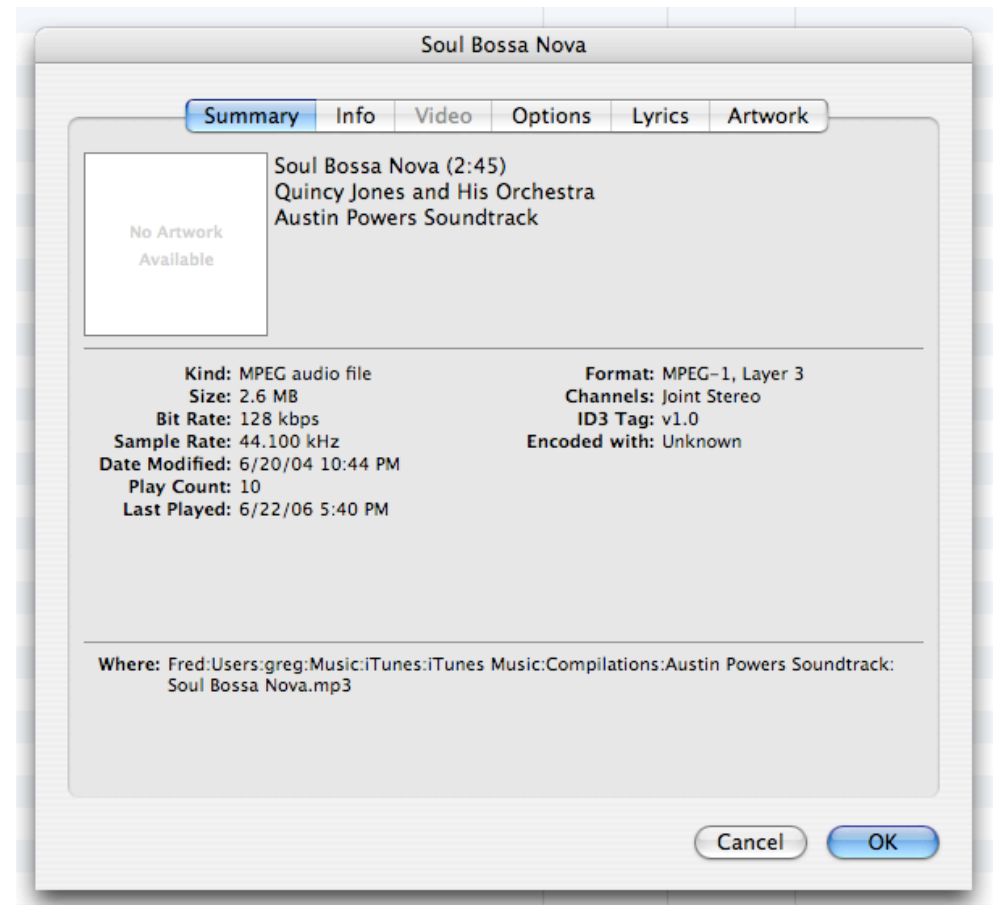 Soul Bossa Nova
Summary Info Video Options Lyrics Artwork
No Artwork
Available
Soul Bossa Nova (2:45)
Quincy Jones and His Orchestra
Austin Powers Soundtrack
Kind: MPEG audio file
Size: 2.6 MB
Bit Rate: 128 kbps
Sample Rate: 44.100 kHz
Date Modified: 6/20/04 10:44 PM
Play Count: 10
Last Played: 6/22/06 5:40 PM
Format: MPEG-1, Layer 3
Channels: Joint Stereo
ID3 Tag: v1.0
Encoded with: Unknown
Where: Fred:Users:greg:Music:iTunes:iTunes Music:Compilations:Austin Powers Soundtrack:
Soul Bossa Nova.mp3
Cancel OK